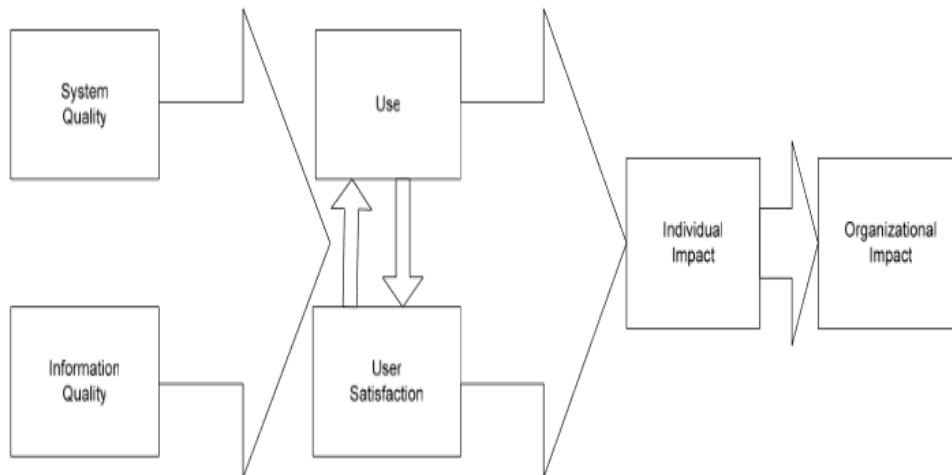 System
Quality
Use
Individual
Impact
Organizational
Impact
Information
Quality
User
Satisfaction